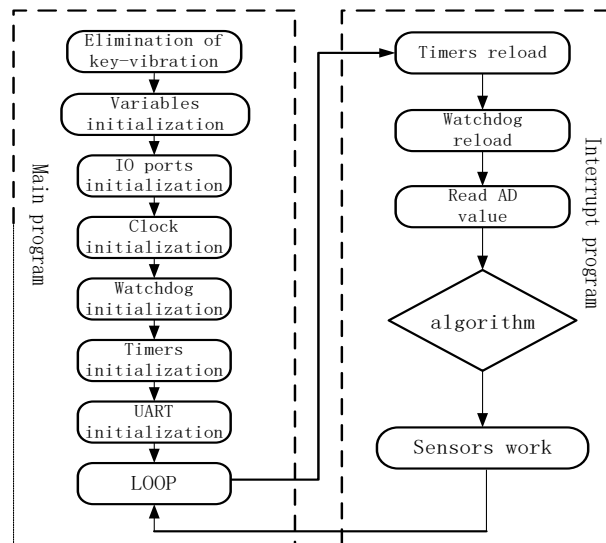 Main program
Elimination of
key-vibration
Variables
initialization
IO ports
initialization
Clock
initialization
Watchdog
initialization
Timers
initialization
UART
initialization
LOOP
Timers reload
Watchdog
reload
Read AD
value
algorithm
Sensors work
Interrupt program